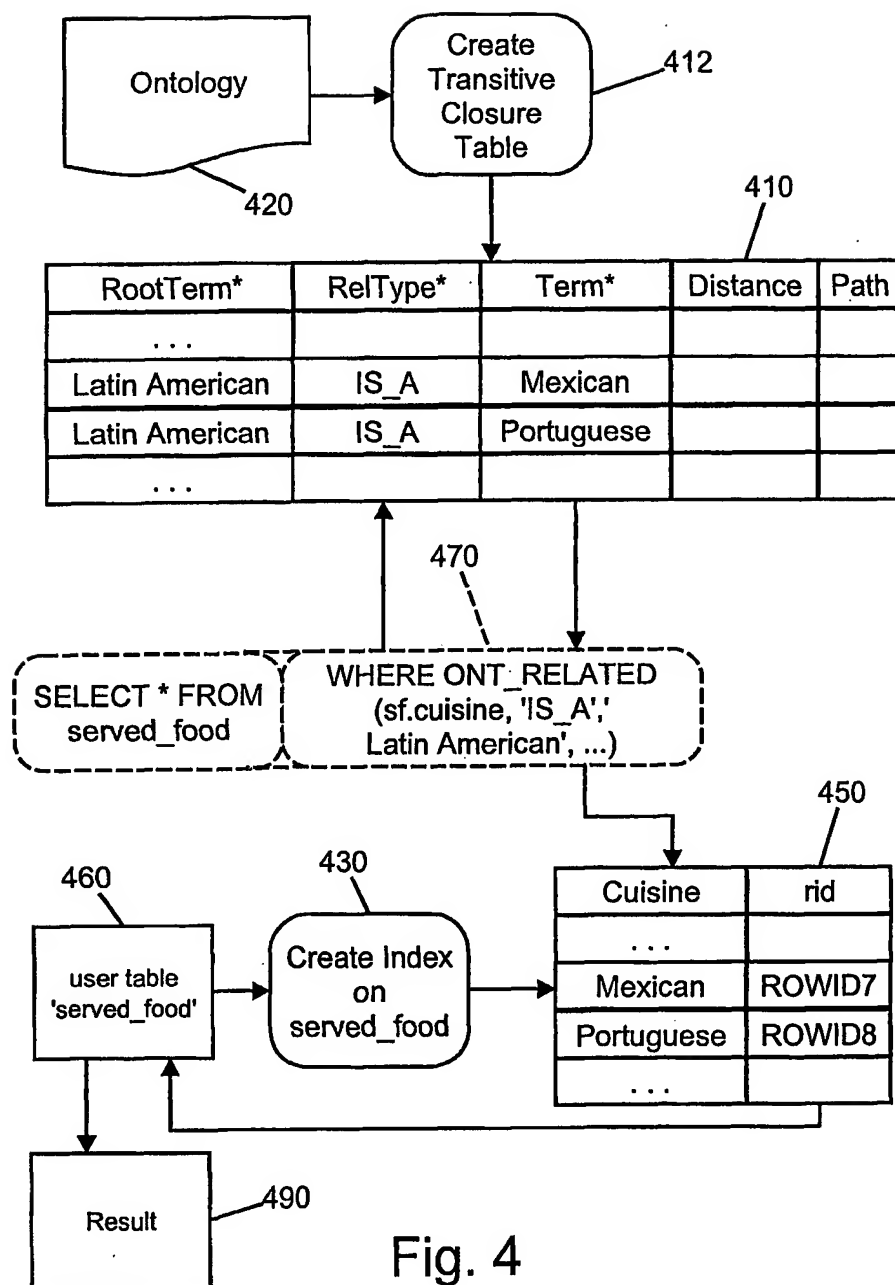 Ontology
Create
Transitive
Closure
Table
412
420
410
RootTerm* RelType* Term* Distance Path
. . .
Latin American IS_A Mexican
Latin American IS_A Portuguese
. . .
470
SELECT * FROM
served_food
WHERE ONT_RELATED
(sf.cuisine, 'IS_A','
Latin American', ...)
450
460
430
user table
'served_food'
Create Index
on
served_food
Cuisine rid
. . .
Mexican ROWID7
Portuguese ROWID8
. . .
Result
490
Fig. 4